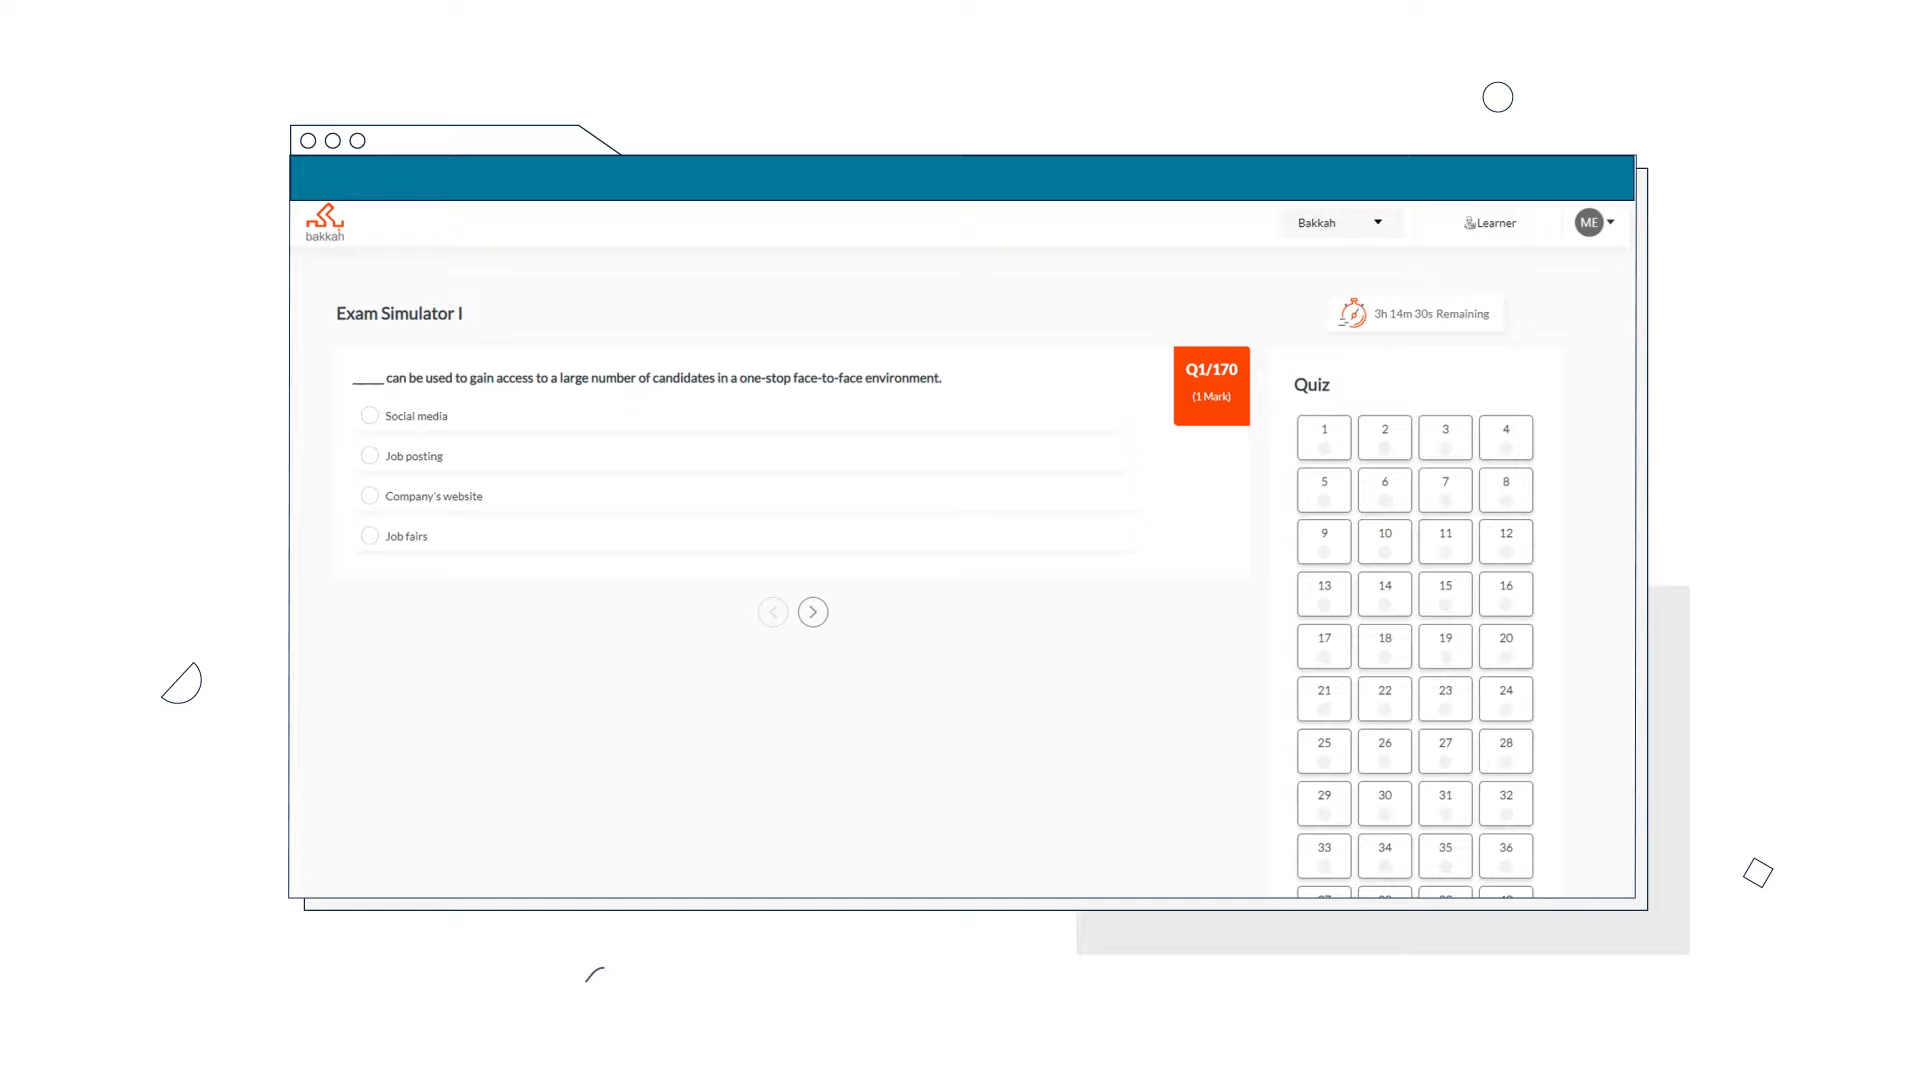 bakkah
Bakkah
Learner
ME
Exam Simulator I
3h 14m 30s Remaining
_____ can be used to gain access to a large number of candidates in a one-stop face-to-face environment.
Social media
Job posting
Company's website
Job fairs
Q1/170
(1 Mark)
Quiz
1 2 3 4
5 6 7 8
9 10 11 12
13 14 15 16
17 18 19 20
21 22 23 24
25 26 27 28
29 30 31 32
33 34 35 36